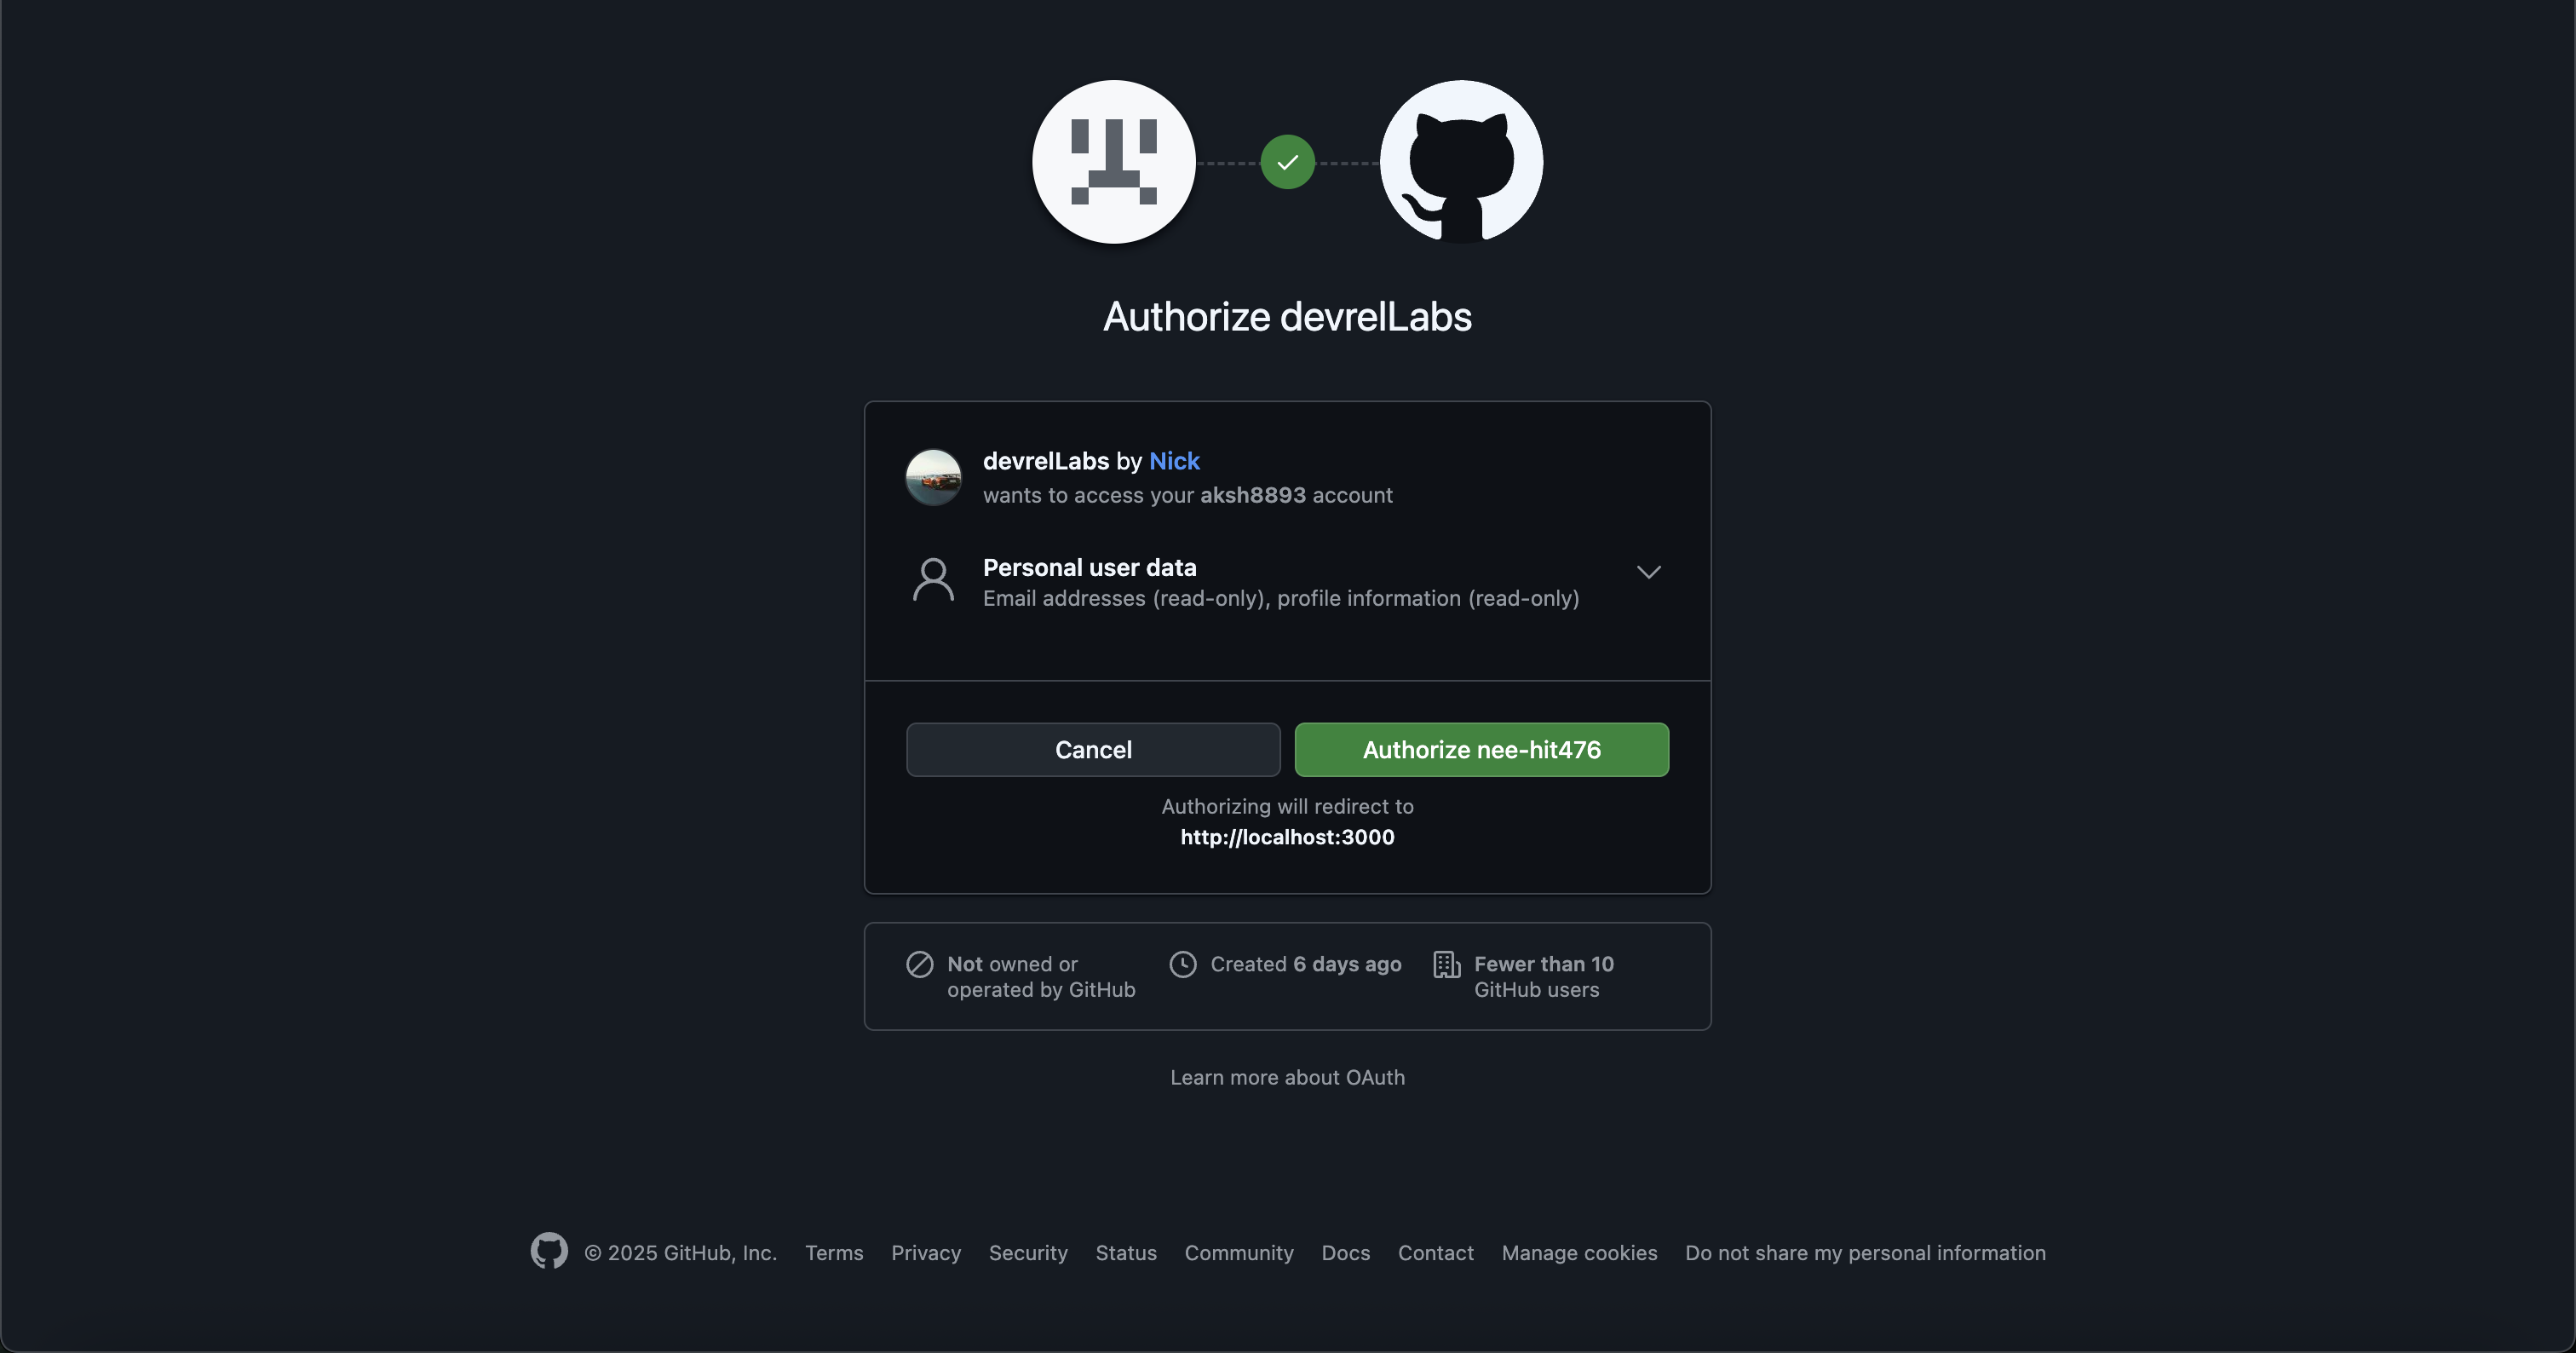 Authorize devrelLabs
devrelLabs by Nick
wants to access your aksh8893 account
Personal user data
Email addresses (read-only), profile information (read-only)
Cancel
Authorize nee-hit476
Authorizing will redirect to
http://localhost:3000
Not owned or
operated by GitHub
Created 6 days ago
Fewer than 10
GitHub users
Learn more about OAuth
© 2025 GitHub, Inc. Terms Privacy Security Status Community Docs Contact Manage cookies Do not share my personal information